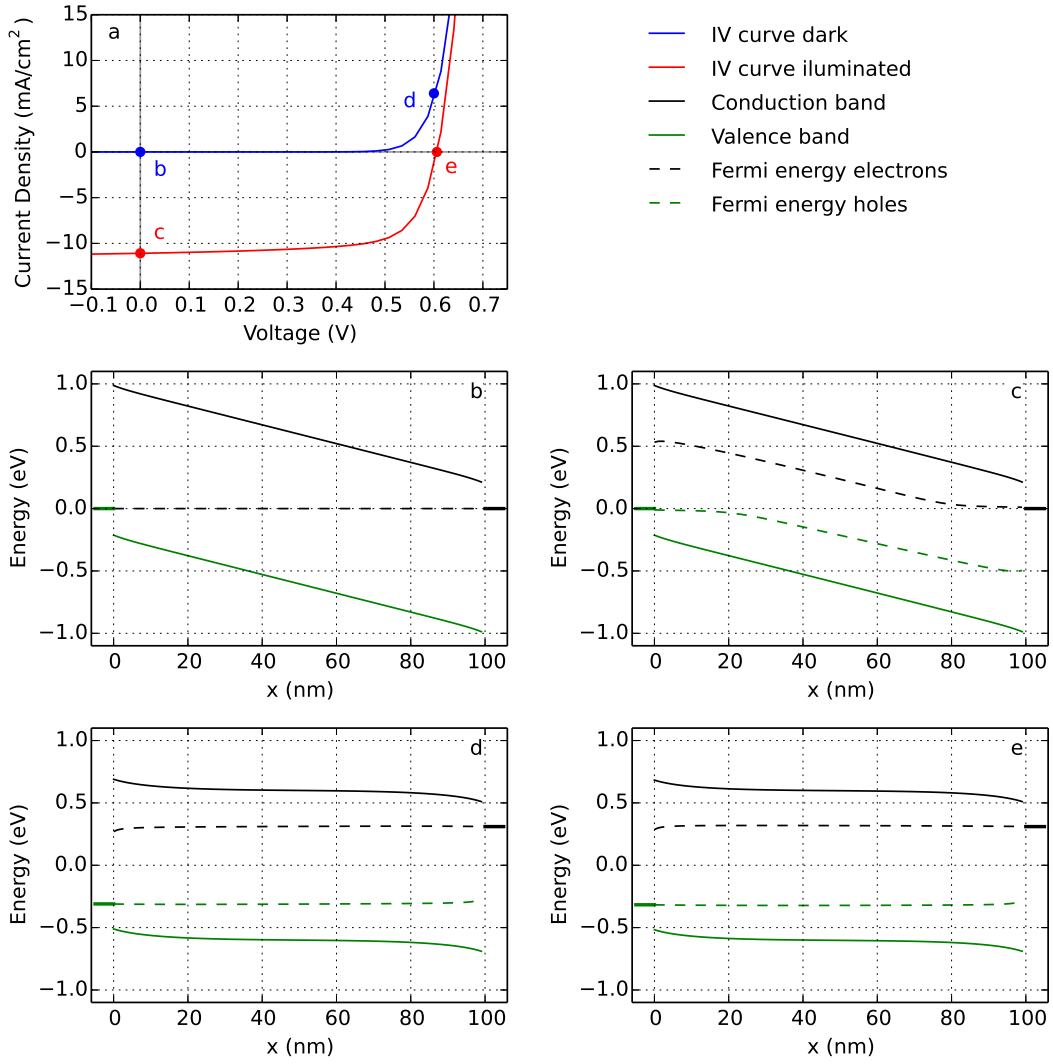 a
15
10
5
0
−5
−10
−15
Current Density (mA/cm²)
b
c
d
e
−0.1 0.0 0.1 0.2 0.3 0.4 0.5 0.6 0.7
Voltage (V)
IV curve dark
IV curve iluminated
Conduction band
Valence band
Fermi energy electrons
Fermi energy holes
b
1.0
0.5
0.0
−0.5
−1.0
Energy (eV)
0 20 40 60 80 100
x (nm)
c
1.0
0.5
0.0
−0.5
−1.0
Energy (eV)
0 20 40 60 80 100
x (nm)
d
1.0
0.5
0.0
−0.5
−1.0
Energy (eV)
0 20 40 60 80 100
x (nm)
e
1.0
0.5
0.0
−0.5
−1.0
Energy (eV)
0 20 40 60 80 100
x (nm)